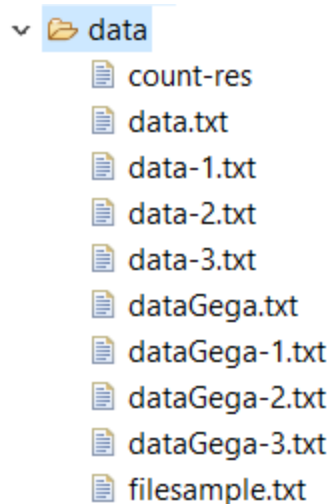 data
count-res
data.txt
data-1.txt
data-2.txt
data-3.txt
dataGega.txt
dataGega-1.txt
dataGega-2.txt
dataGega-3.txt
filesample.txt